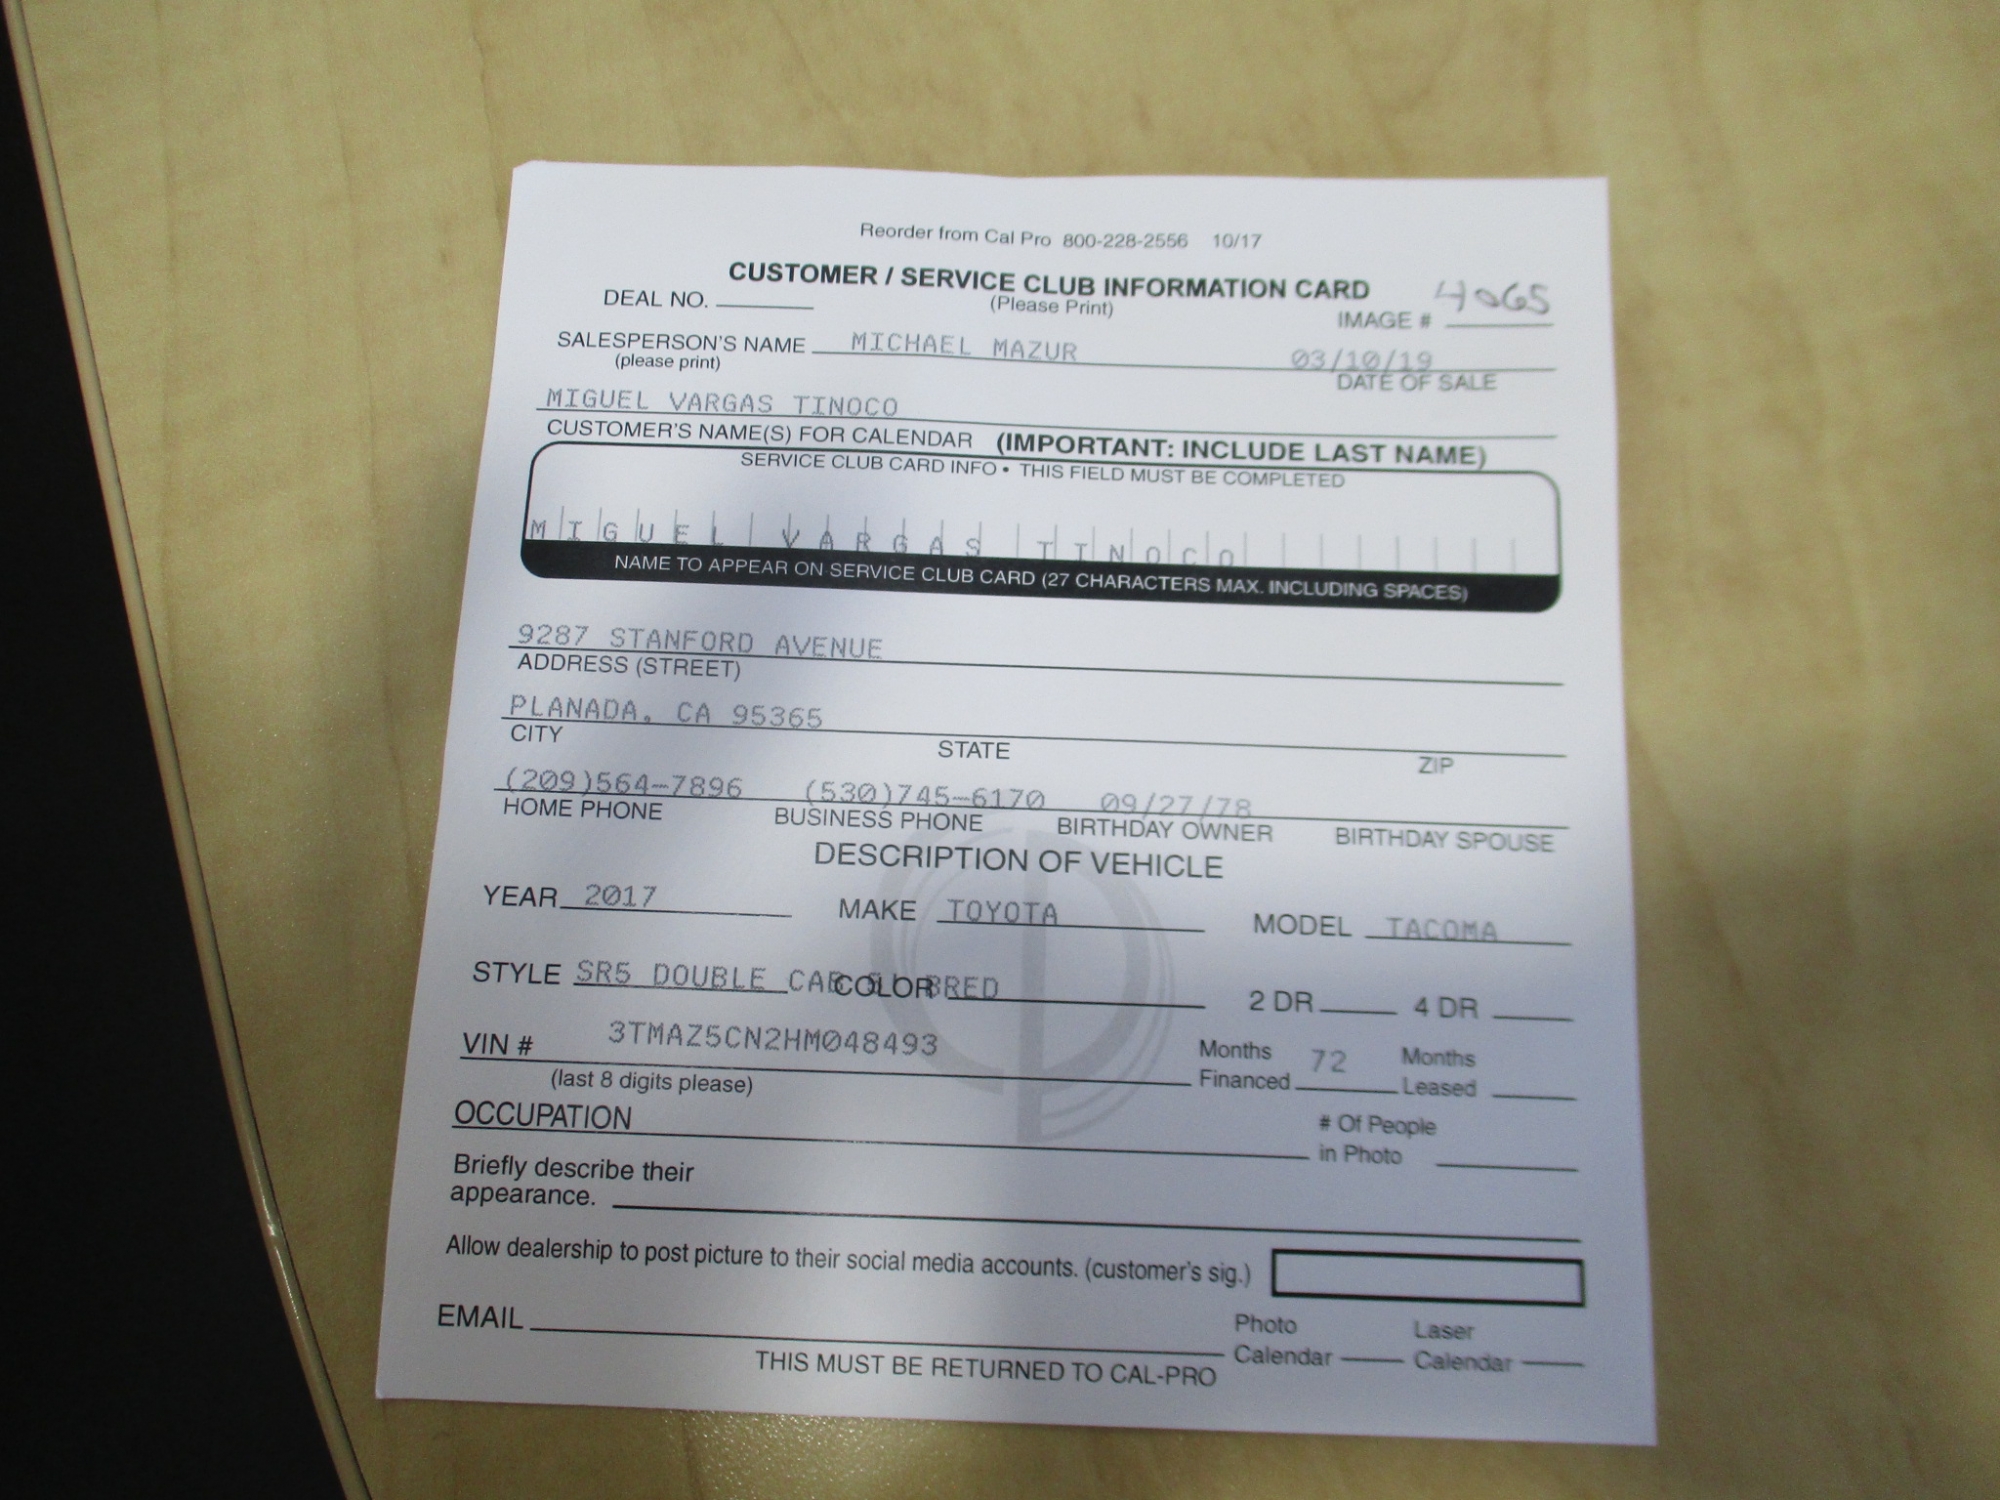 Reorder from Cal Pro 800-228-2556 10/17
CUSTOMER / SERVICE CLUB INFORMATION CARD
DEAL NO. (Please Print) IMAGE # 4065
SALESPERSON'S NAME MICHAEL MAZUR 03/10/19
(please print) DATE OF SALE
MIGUEL VARGAS TINOCO
CUSTOMER'S NAME(S) FOR CALENDAR (IMPORTANT: INCLUDE LAST NAME)
SERVICE CLUB CARD INFO • THIS FIELD MUST BE COMPLETED
MIGUEL VARGAS TINOCO
NAME TO APPEAR ON SERVICE CLUB CARD (27 CHARACTERS MAX. INCLUDING SPACES)
9287 STANFORD AVENUE
ADDRESS (STREET)
PLANADA, CA 95365
CITY STATE ZIP
(209)564-7896 (530)745-6170 09/27/78
HOME PHONE BUSINESS PHONE BIRTHDAY OWNER BIRTHDAY SPOUSE
DESCRIPTION OF VEHICLE
YEAR 2017 MAKE TOYOTA MODEL TACOMA
STYLE SR5 DOUBLE CAB COLOR RED 2 DR 4 DR
VIN # 3TMAZ5CN2HM048493 Months Financed 72 Months Leased
(last 8 digits please)
OCCUPATION # Of People in Photo
Briefly describe their
appearance.
Allow dealership to post picture to their social media accounts. (customer's sig.)
EMAIL Photo Calendar Laser Calendar
THIS MUST BE RETURNED TO CAL-PRO